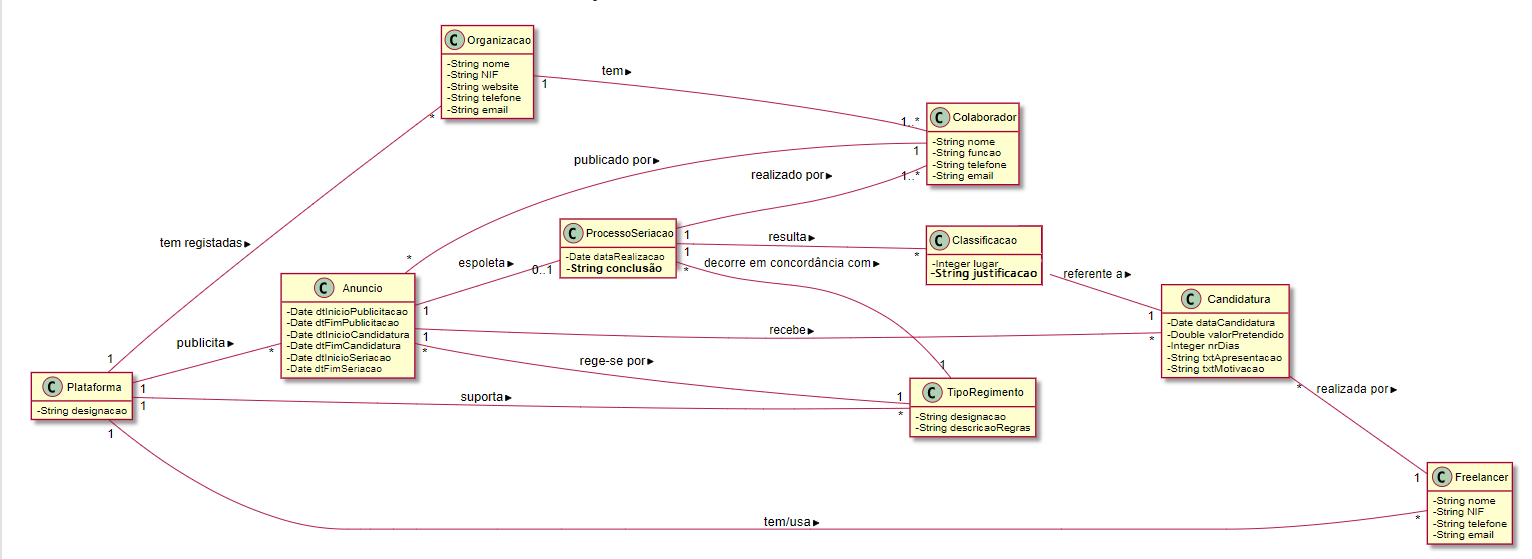 C Organizacao
-String nome
-String NIF
-String website
-String telefone
-String email
tem
1
1..*
*
C Colaborador
-String nome
-String funcao
-String telefone
-String email
publicado por
1
realizado por
1..*
C ProcessoSeriacao
-Date dataRealizacao
-String conclusão
1
resulta
1
*
C Classificacao
-Integer lugar
-String justificacao
tem registadas
*
espoleta
0..1
*
decorre em concordância com
referente a
C Anuncio
-Date dtInicioPublicitacao
-Date dtFimPublicitacao
-Date dtInicioCandidatura
-Date dtFimCandidatura
-Date dtInicioSeriacao
-Date dtFimSeriacao
1
1
*
recebe
1
*
C Candidatura
-Date dataCandidatura
-Double valorPretendido
-Integer nrDias
-String txtApresentacao
-String txtMotivacao
publicita
*
1
rege-se por
1
1
C Plataforma
-String designacao
1
1
1
suporta
*
C TipoRegimento
-String designacao
-String descricaoRegras
*
realizada por
1
C Freelancer
-String nome
-String NIF
-String telefone
-String email
tem/usa
*